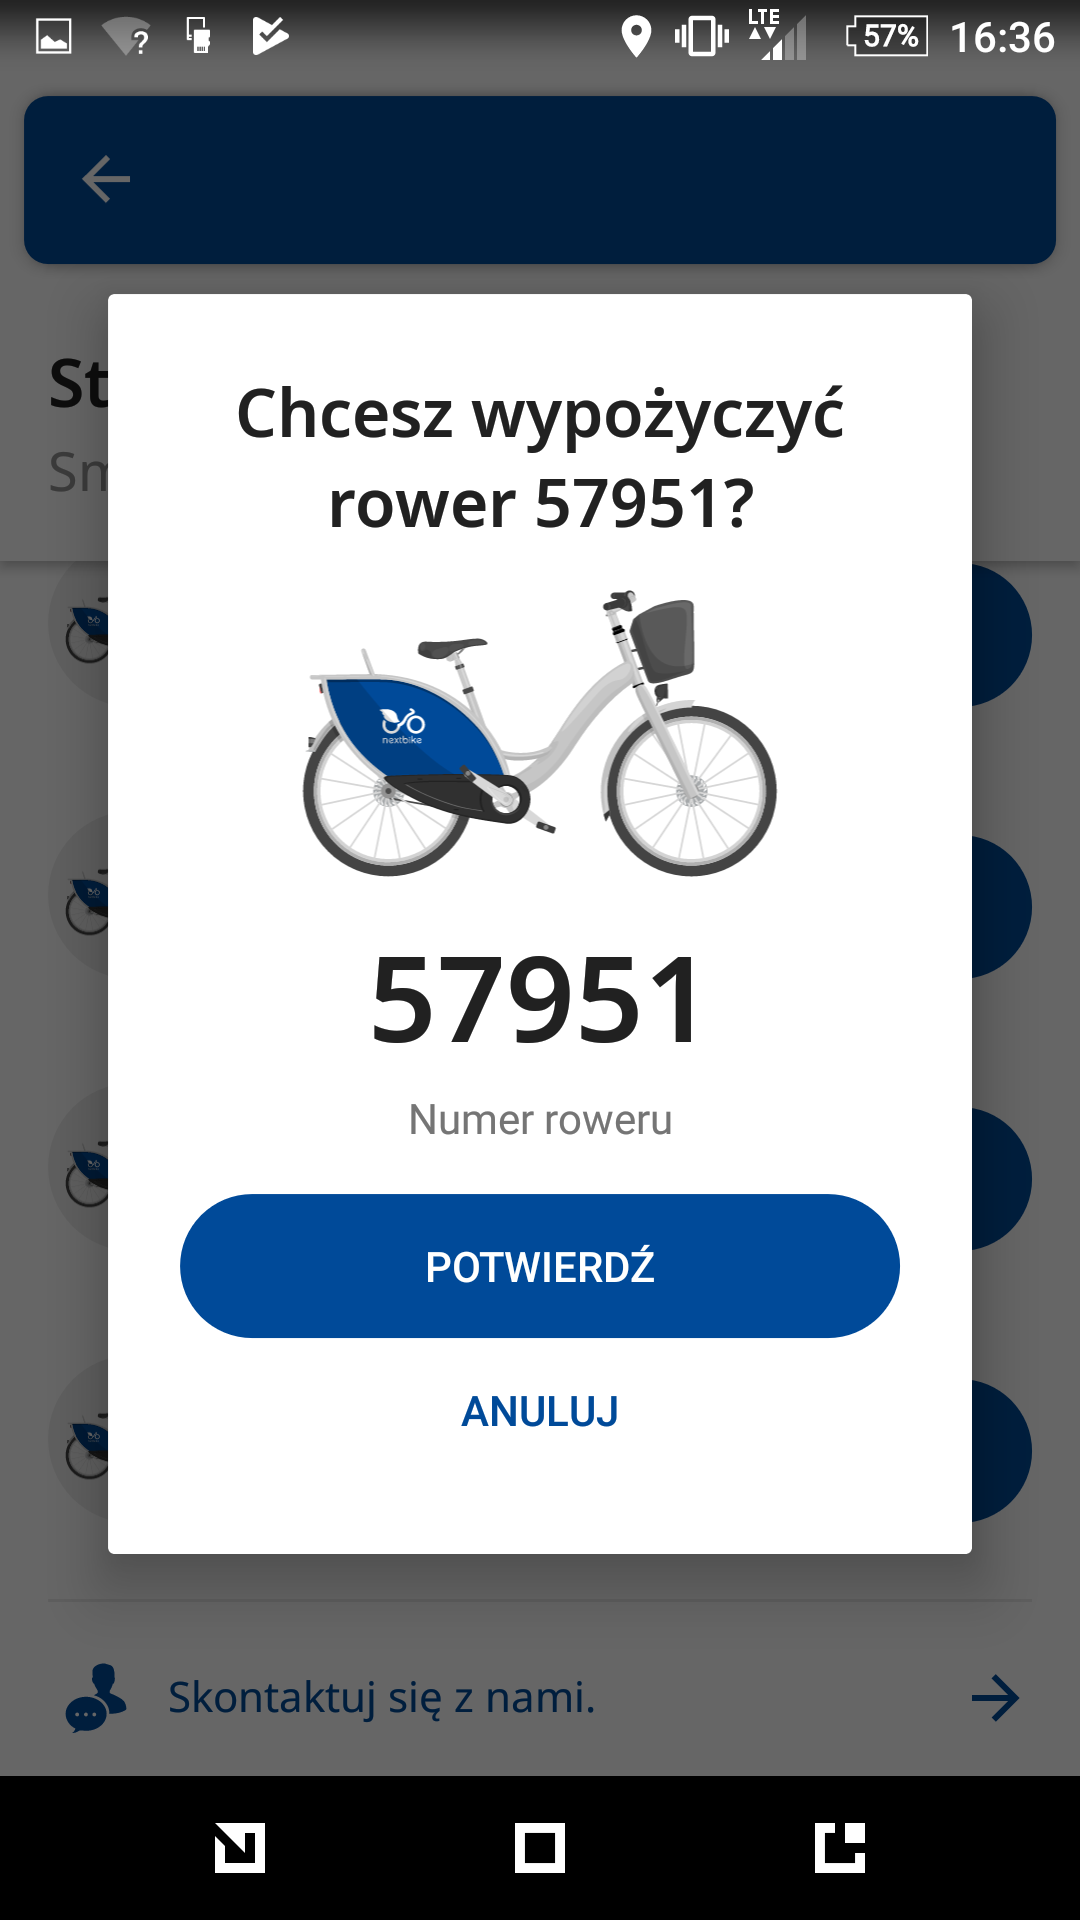 LTE
57%
16:36
St
Sm
Chcesz wypożyczyć
rower 57951?
nextbike
57951
Numer roweru
POTWIERDŹ
ANULUJ
Skontaktuj się z nami.